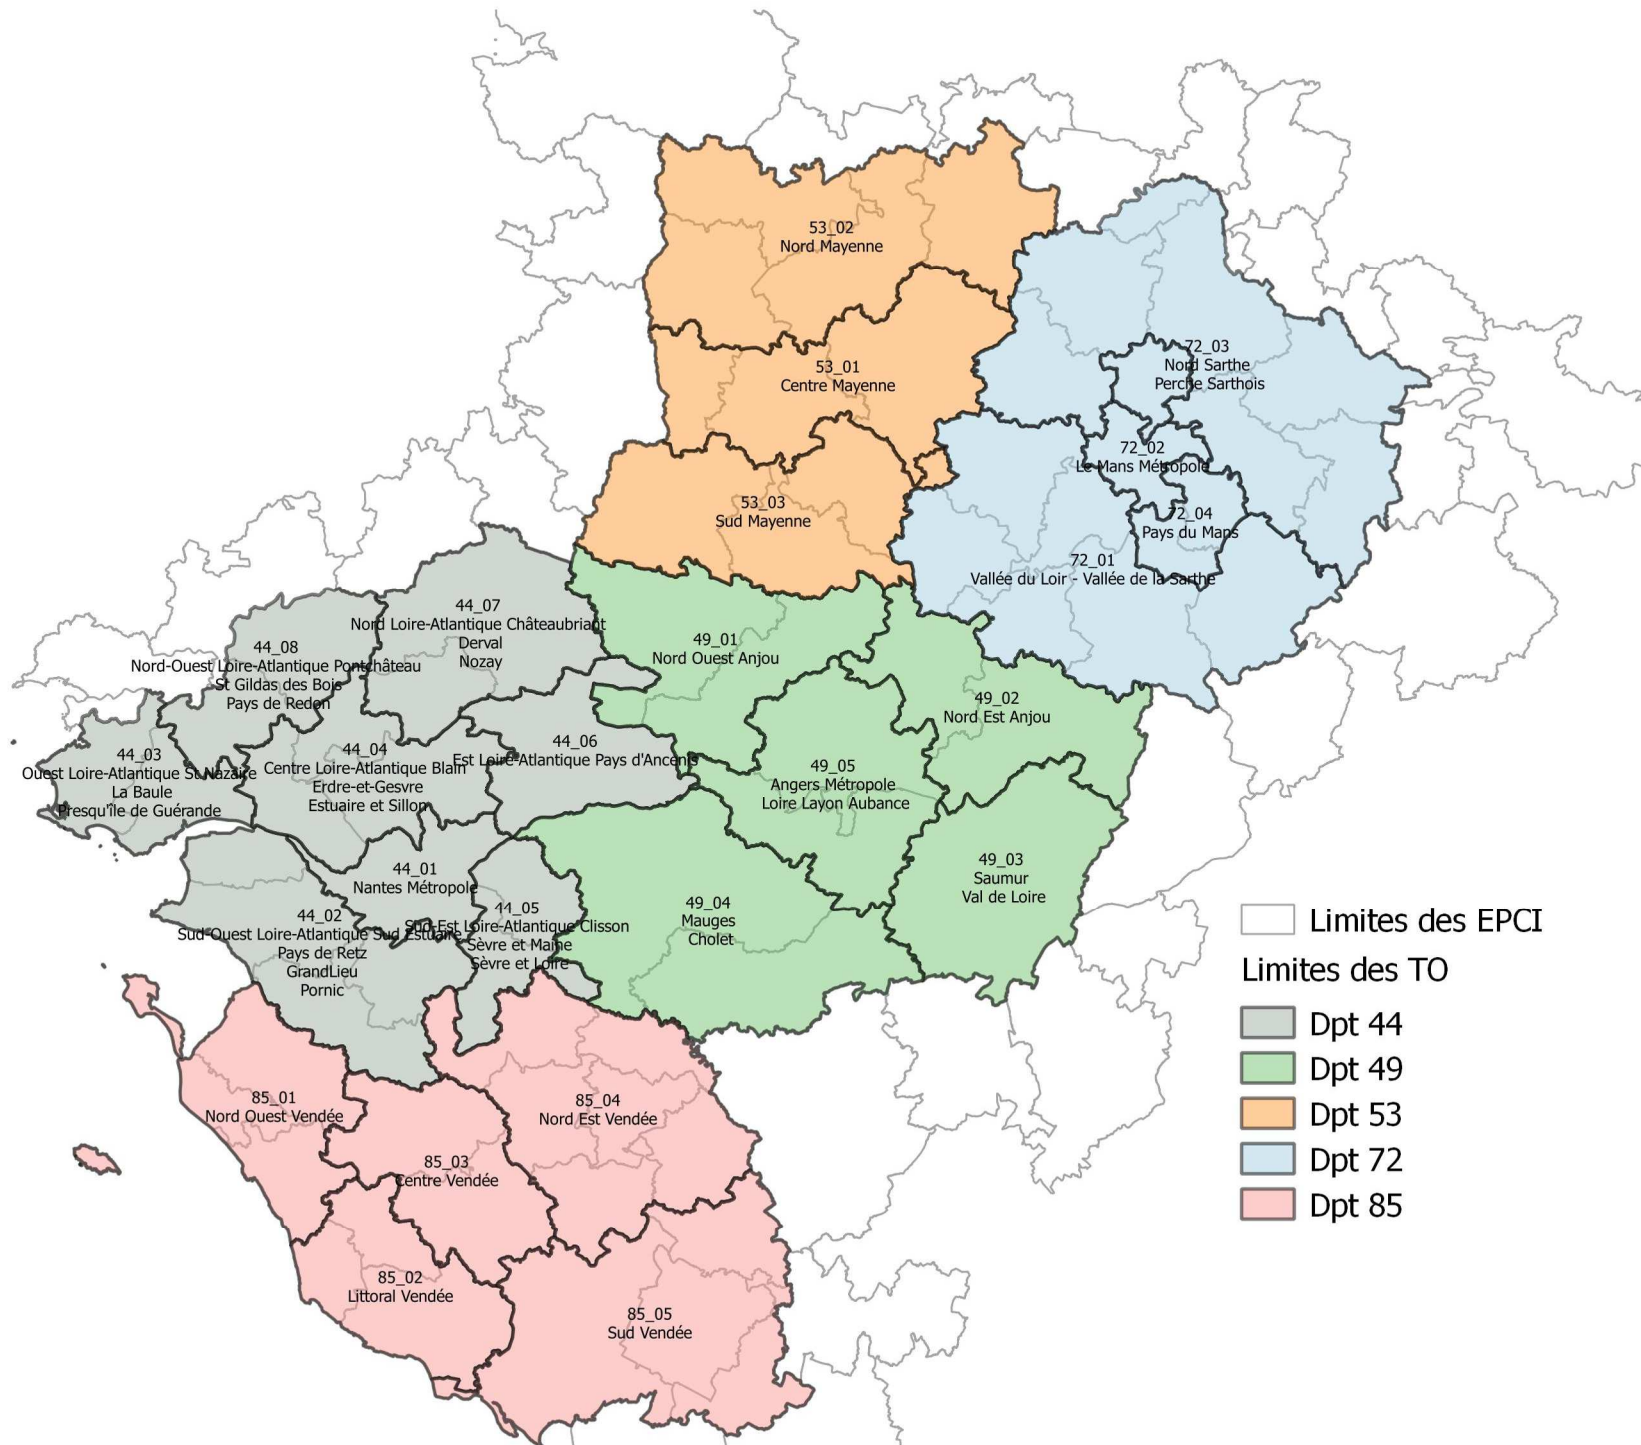 53_02
Nord Mayenne
53_01
Centre Mayenne
53_03
Sud Mayenne
72_03
Nord Sarthe
Perche Sarthois
72_02
Le Mans Métropole
72_04
Pays du Mans
72_01
Vallée du Loir - Vallée de la Sarthe
44_07
Nord Loire-Atlantique Châteaubriant
Derval
Nozay
44_08
Nord-Ouest Loire-Atlantique Pontchâteau
St Gildas des Bois
Pays de Redon
44_03
Ouest Loire-Atlantique St Nazaire
La Baule
Presqu'île de Guérande
44_04
Centre Loire-Atlantique Blain
Erdre-et-Gesvre
Estuaire et Sillon
44_06
Est Loire-Atlantique Pays d'Ancenis
44_01
Nantes Métropole
44_02
Sud-Ouest Loire-Atlantique Sud Estuaire
Pays de Retz
GrandLieu
Pornic
44_05
Sud-Est Loire-Atlantique Clisson
Sèvre et Maine
Sèvre et Loire
49_01
Nord Ouest Anjou
49_02
Nord Est Anjou
49_05
Angers Métropole
Loire Layon Aubance
49_03
Saumur
Val de Loire
49_04
Mauges
Cholet
85_01
Nord Ouest Vendée
85_04
Nord Est Vendée
85_03
Centre Vendée
85_02
Littoral Vendée
85_05
Sud Vendée
Limites des EPCI
Limites des TO
Dpt 44
Dpt 49
Dpt 53
Dpt 72
Dpt 85